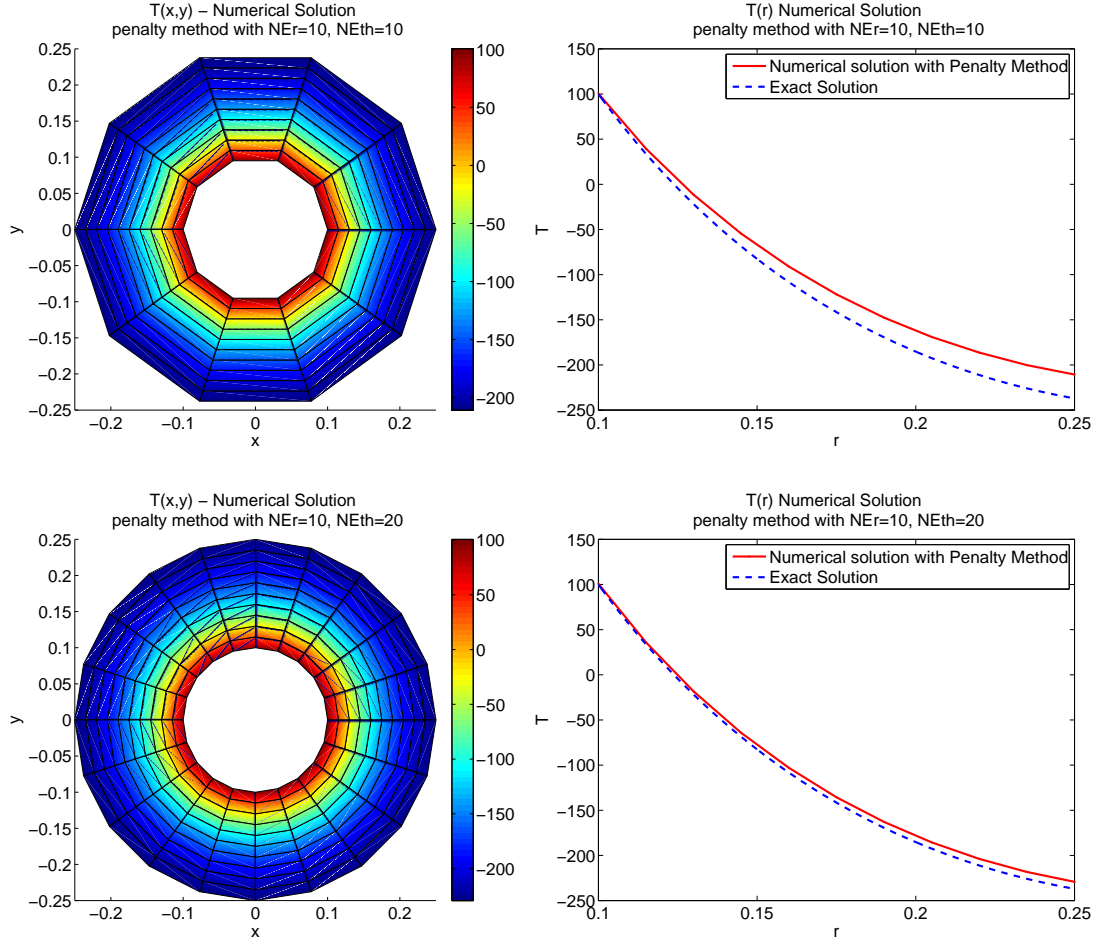 T(x,y) − Numerical Solution
penalty method with NEr=10, NEth=10
0.25
0.2
0.15
0.1
0.05
0
−0.05
−0.1
−0.15
−0.2
−0.25
y
−0.2 −0.1 0 0.1 0.2
x
100
50
0
−50
−100
−150
−200
T(r) Numerical Solution
penalty method with NEr=10, NEth=10
150
100
50
0
−50
−100
−150
−200
−250
T
0.1 0.15 0.2 0.25
r
Numerical solution with Penalty Method
Exact Solution
T(x,y) − Numerical Solution
penalty method with NEr=10, NEth=20
0.25
0.2
0.15
0.1
0.05
0
−0.05
−0.1
−0.15
−0.2
−0.25
y
−0.2 −0.1 0 0.1 0.2
x
100
50
0
−50
−100
−150
−200
T(r) Numerical Solution
penalty method with NEr=10, NEth=20
150
100
50
0
−50
−100
−150
−200
−250
T
0.1 0.15 0.2 0.25
r
Numerical solution with Penalty Method
Exact Solution